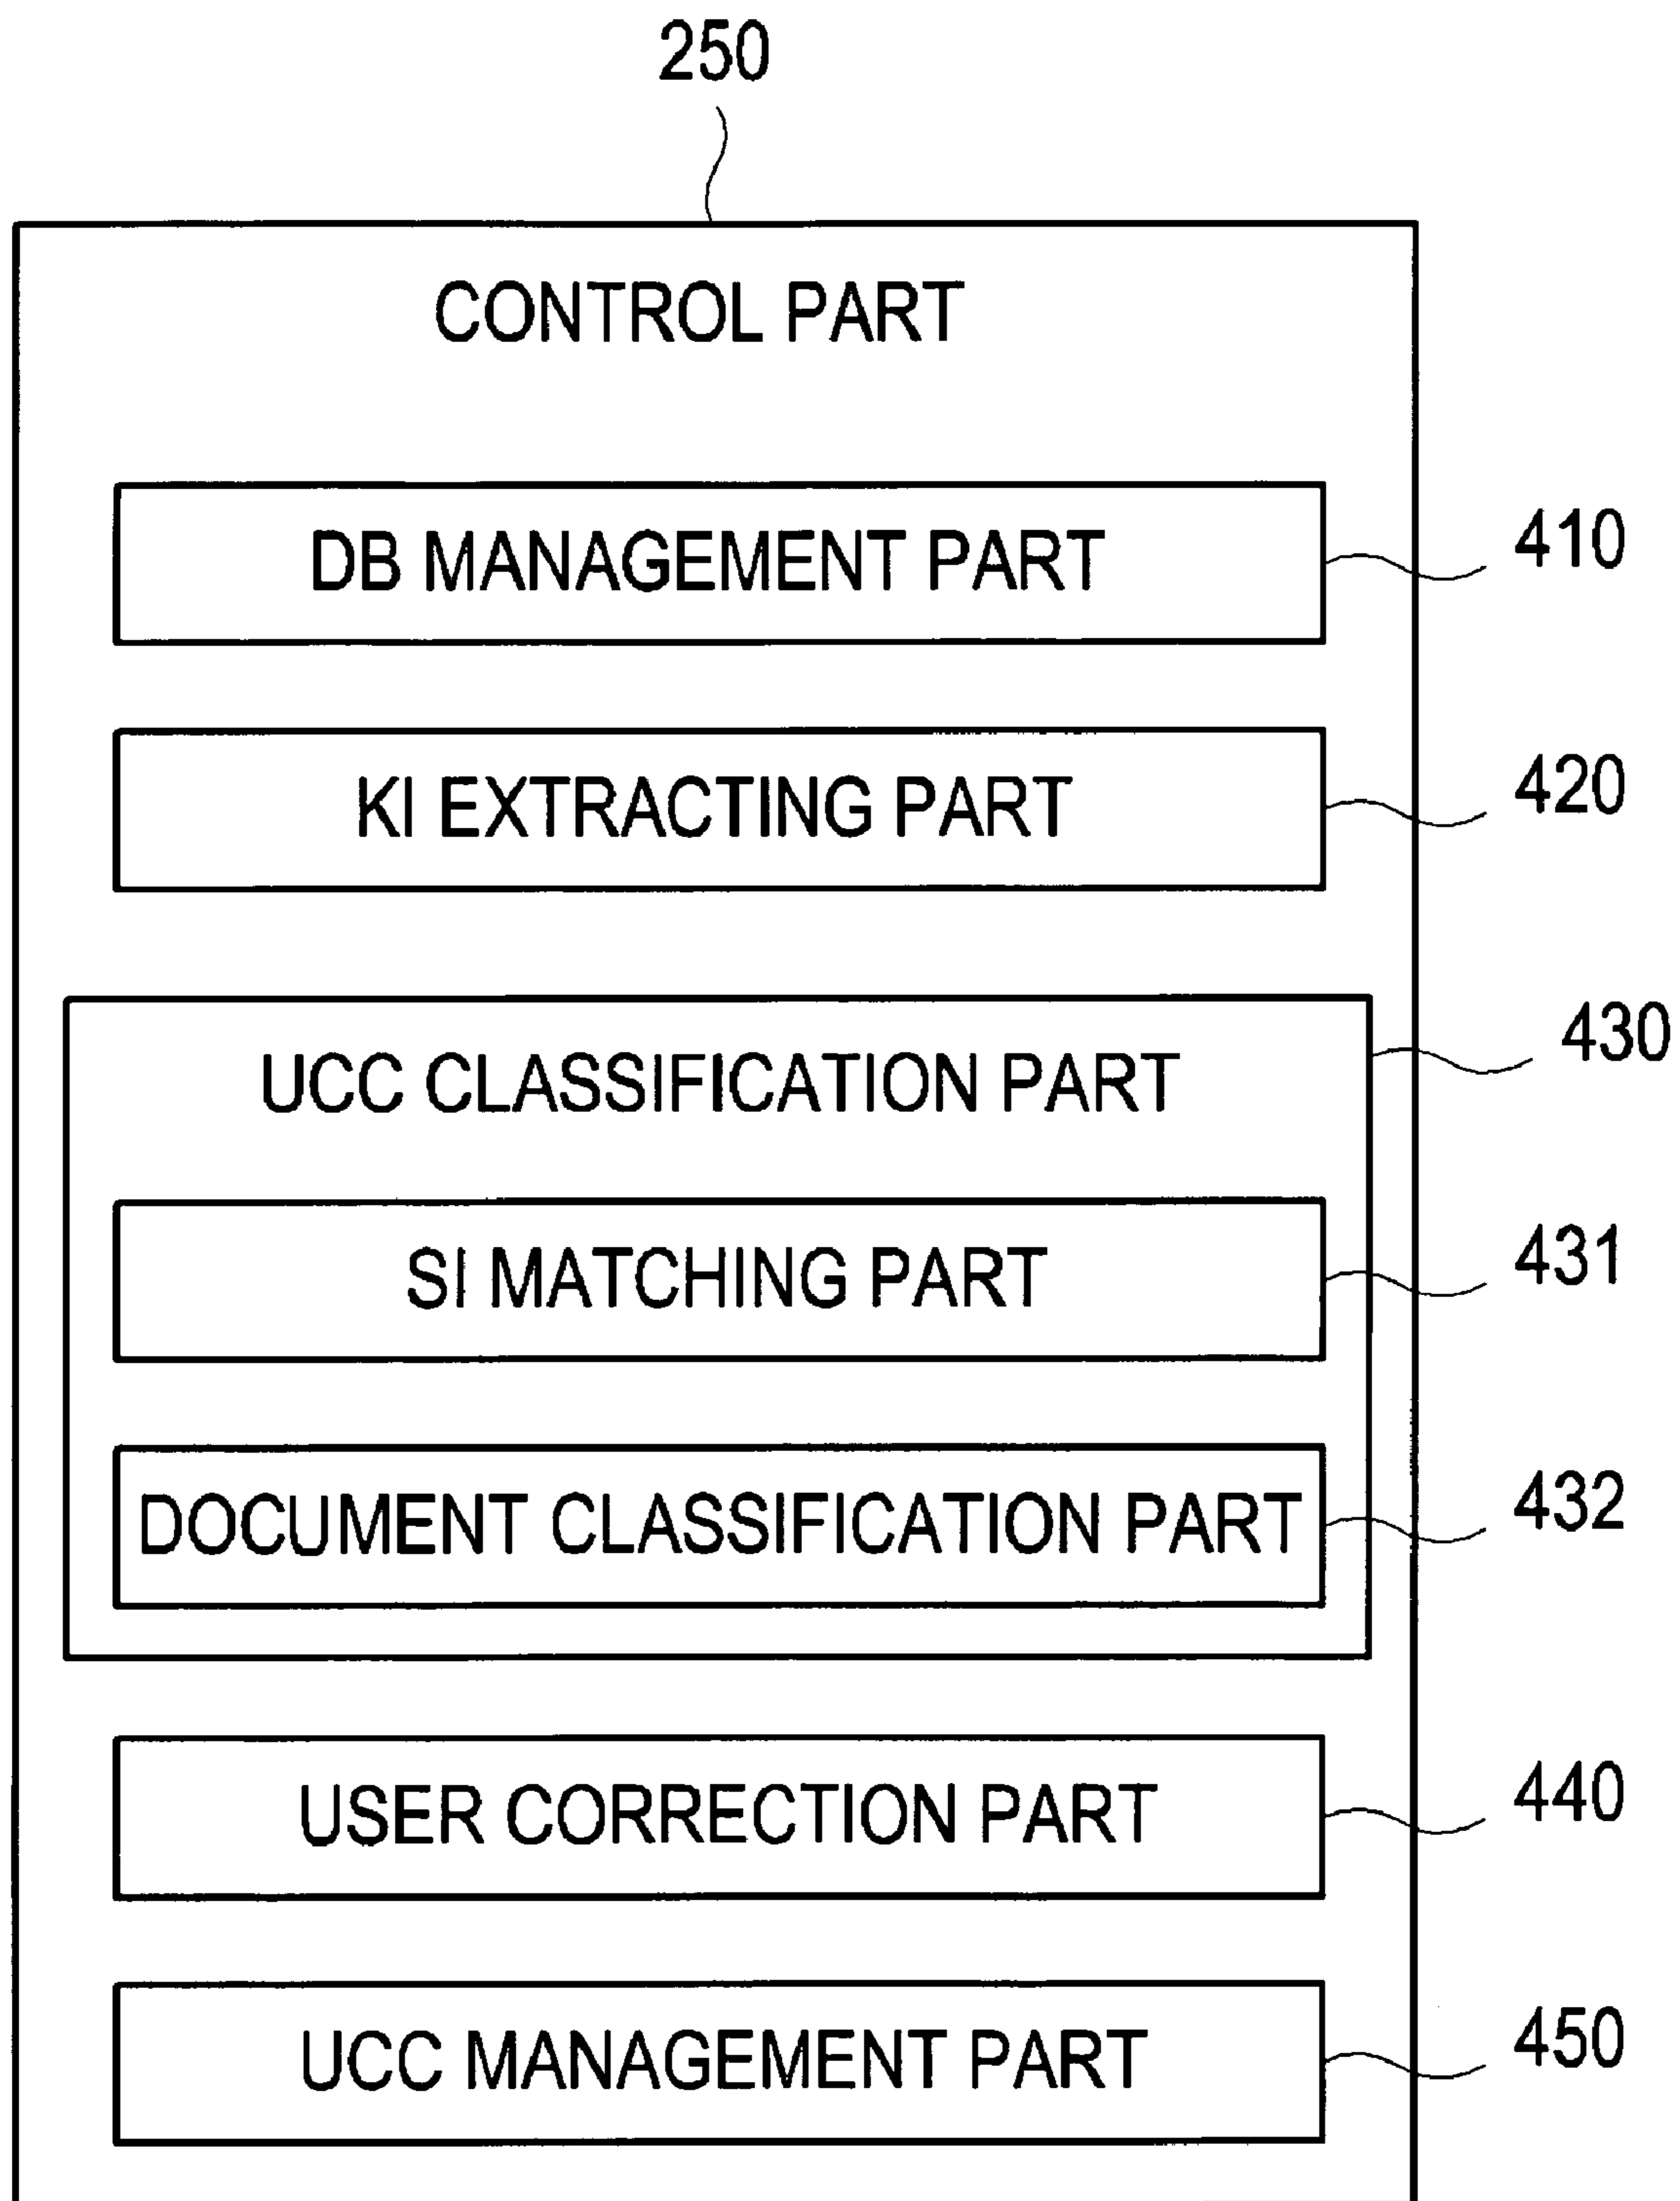 250
CONTROL PART
DB MANAGEMENT PART
410
KI EXTRACTING PART
420
430
UCC CLASSIFICATION PART
SI MATCHING PART
431
DOCUMENT CLASSIFICATION PART
432
USER CORRECTION PART
440
UCC MANAGEMENT PART
450